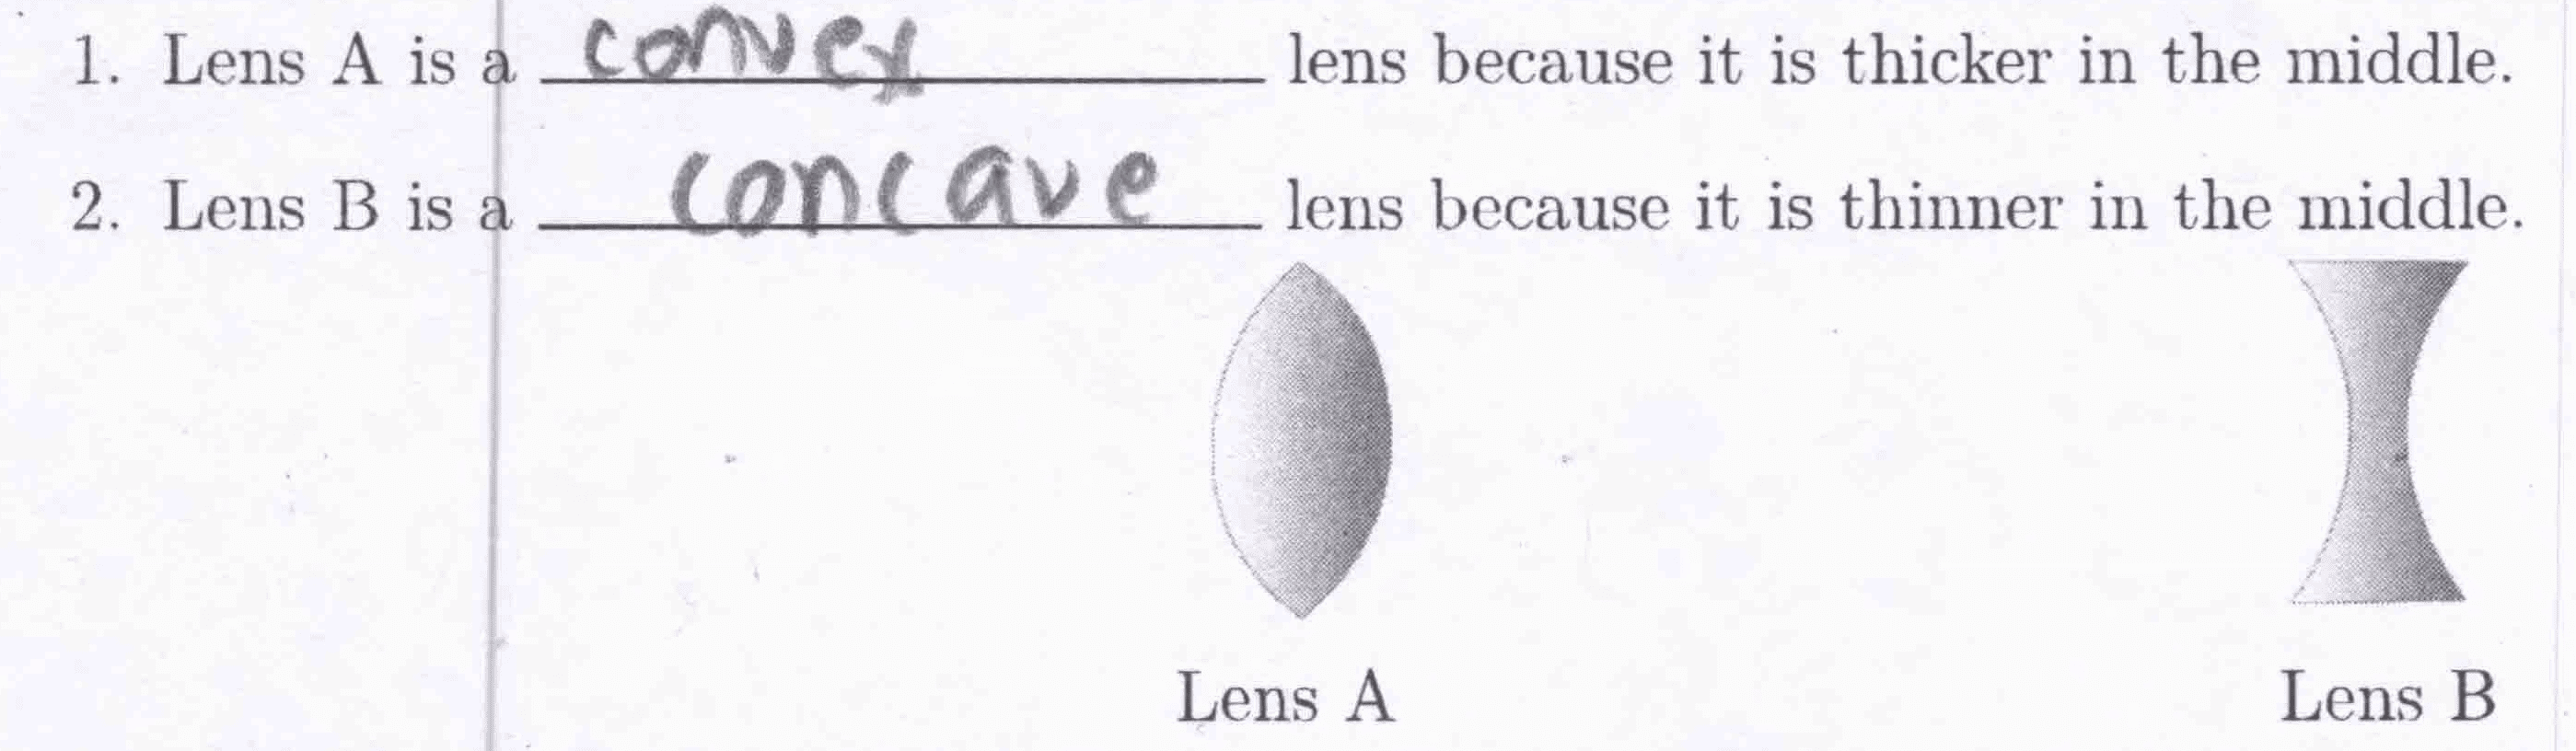 1. Lens A is a convex lens because it is thicker in the middle.
2. Lens B is a concave lens because it is thinner in the middle.
Lens A Lens B